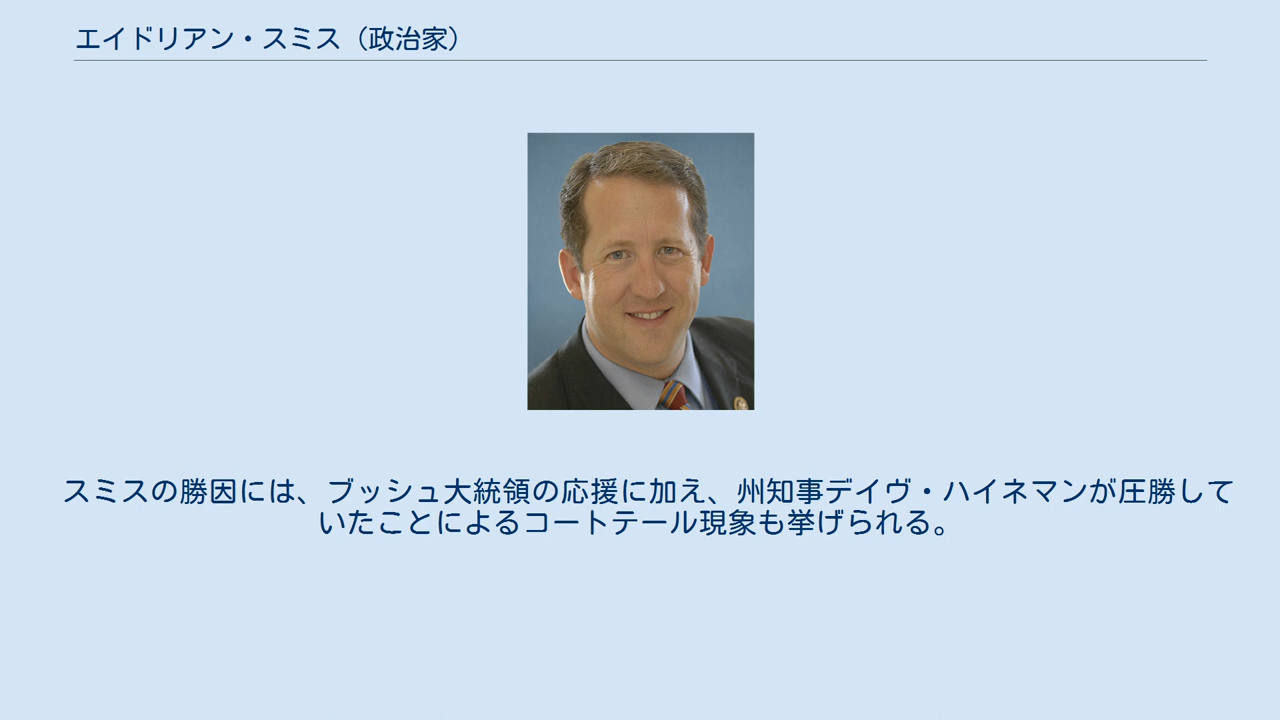 エイドリアン・スミス（政治家）
スミスの勝因には、ブッシュ大統領の応援に加え、州知事デイヴ・ハイネマンが圧勝して
いたことによるコートテール現象も挙げられる。